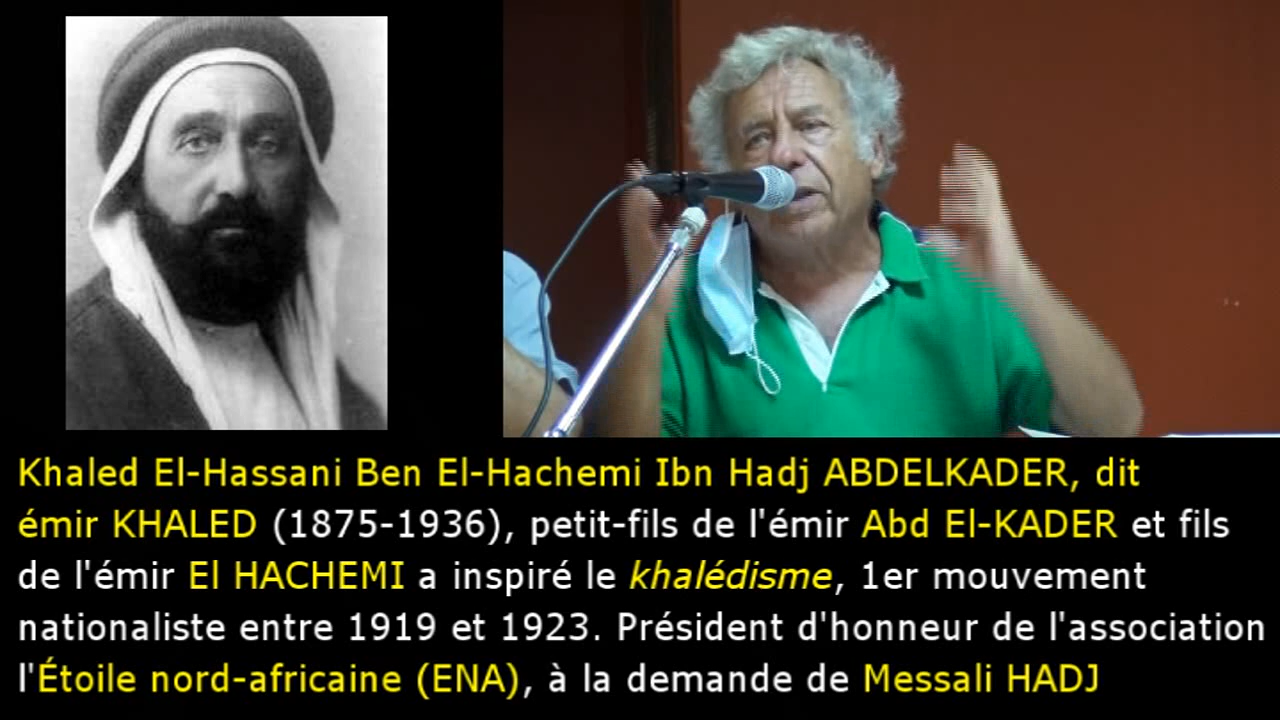 Khaled El-Hassani Ben El-Hachemi Ibn Hadj ABDELKADER, dit
émir KHALED (1875-1936), petit-fils de l'émir Abd El-KADER et fils
de l'émir El HACHEMI a inspiré le khalédisme, 1er mouvement
nationaliste entre 1919 et 1923. Président d'honneur de l'association
l'Étoile nord-africaine (ENA), à la demande de Messali HADJ